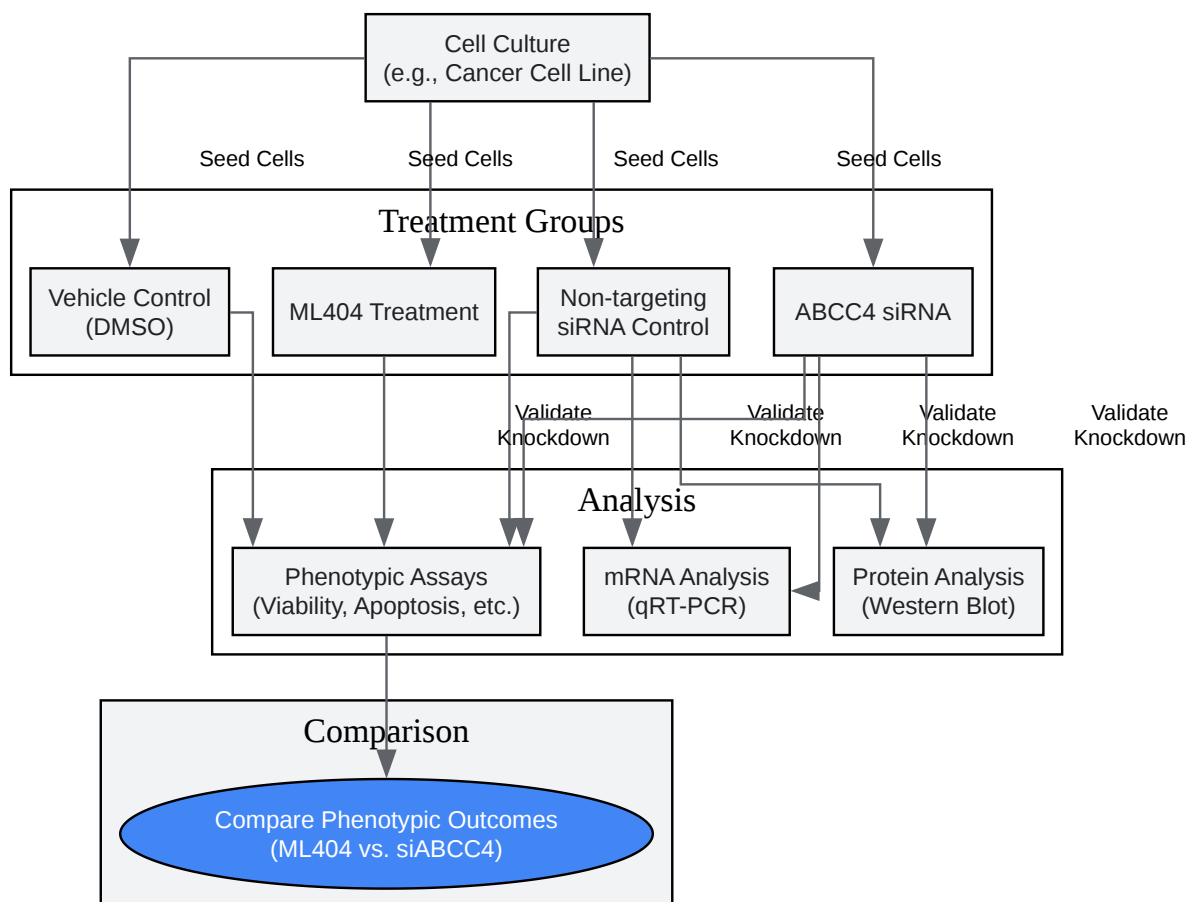 Cell Culture
(e.g., Cancer Cell Line)
Seed Cells
Seed Cells
Seed Cells
Seed Cells
Treatment Groups
Vehicle Control
(DMSO)
ML404 Treatment
Non-targeting
siRNA Control
ABCC4 siRNA
Validate
Knockdown
Validate
Knockdown
Validate
Knockdown
Validate
Knockdown
Analysis
Phenotypic Assays
(Viability, Apoptosis, etc.)
mRNA Analysis
(qRT-PCR)
Protein Analysis
(Western Blot)
Comparison
Compare Phenotypic Outcomes
(ML404 vs. siABCC4)